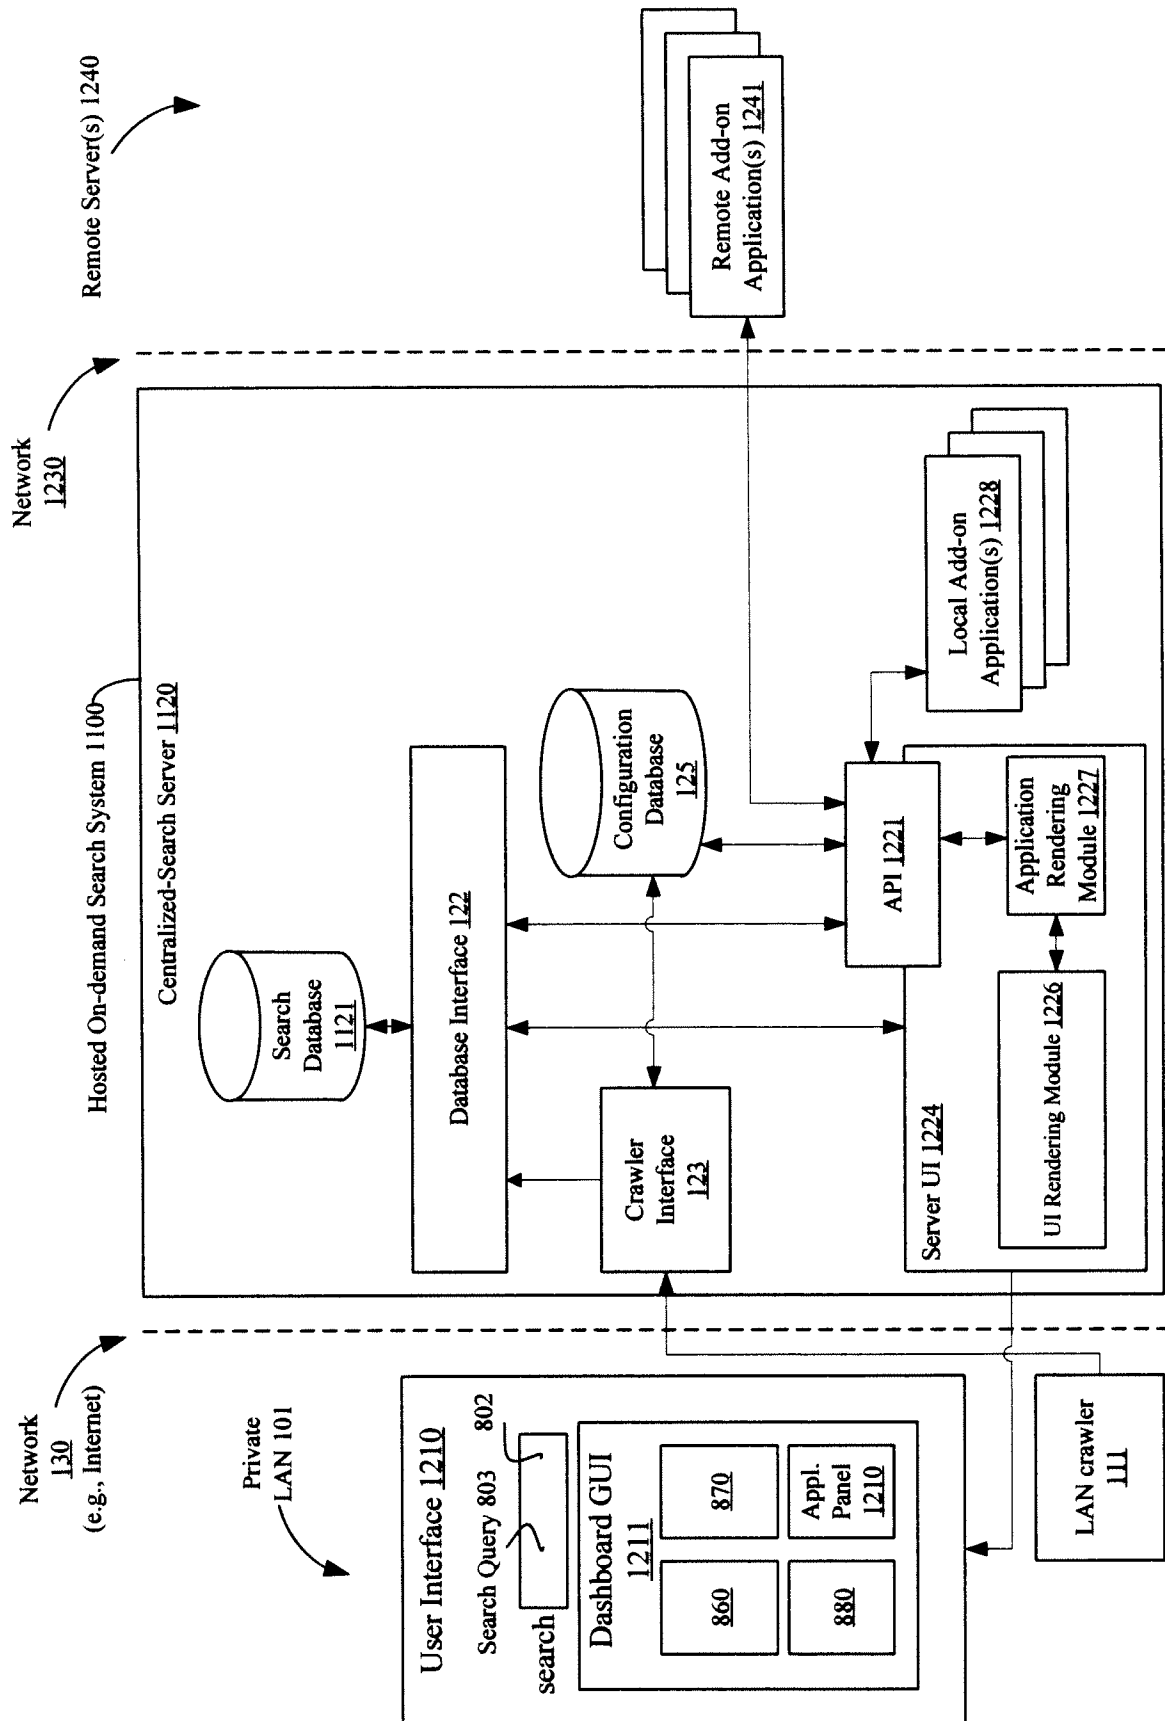 Network
130
(e.g., Internet)
Private
LAN 101
User Interface 1210
Search Query 803
802
search
Dashboard GUI
1211
860
870
880
Appl.
Panel
1210
LAN crawler
111
Hosted On-demand Search System 1100
Centralized-Search Server 1120
Search
Database
1121
Database Interface 122
Crawler
Interface
123
Configuration
Database
125
API 1221
Server UI 1224
UI Rendering Module 1226
Application
Rendering
Module 1227
Local Add-on
Application(s) 1228
Network
1230
Remote Server(s) 1240
Remote Add-on
Application(s) 1241